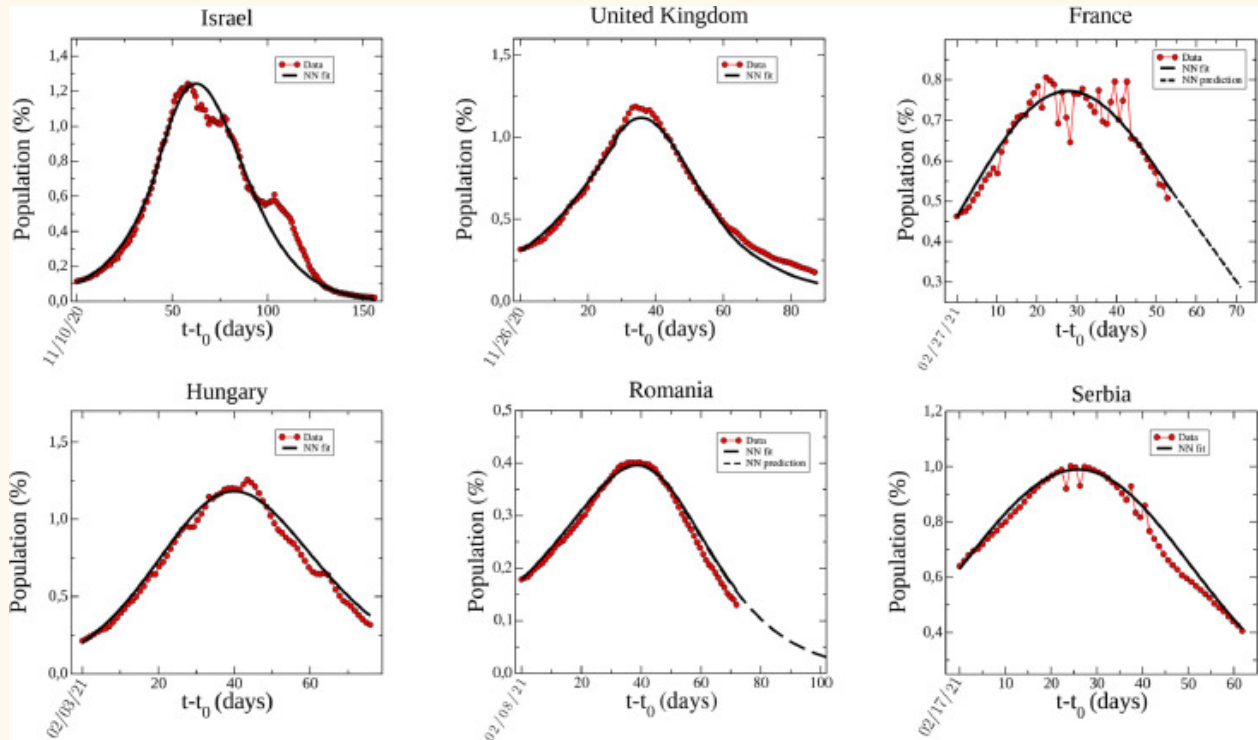 Israel
Population (%)
1,4
1,2
1,0
0,8
0,6
0,4
0,2
0,0
Data
NN fit
50
100
150
11/10/20
t-t0 (days)
United Kingdom
Population (%)
1,5
1,0
0,5
0,0
Data
NN fit
20
40
60
80
11/26/20
t-t0 (days)
France
Population (%)
0,8
0,7
0,6
0,5
0,4
0,3
Data
NN fit
NN prediction
10
20
30
40
50
60
70
02/27/21
t-t0 (days)
Hungary
Population (%)
1,5
1,0
0,5
0,0
Data
NN fit
20
40
60
02/03/21
t-t0 (days)
Romania
Population (%)
0,5
0,4
0,3
0,2
0,1
0,0
Data
NN fit
NN prediction
20
40
60
80
100
02/08/21
t-t0 (days)
Serbia
Population (%)
1,2
1,0
0,8
0,6
0,4
Data
NN fit
10
20
30
40
50
60
02/17/21
t-t0 (days)